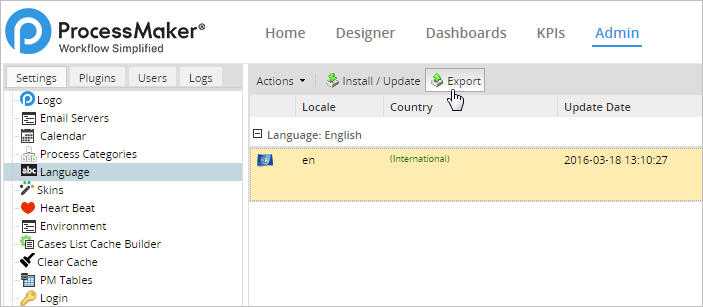 ProcessMaker®
Workflow Simplified
Home Designer Dashboards KPIs Admin
Settings Plugins Users Logs
Logo
Email Servers
Calendar
Process Categories
abc Language
Skins
Heart Beat
Environment
Cases List Cache Builder
Clear Cache
PM Tables
Login
Actions Install / Update Export
Locale Country Update Date
Language: English
en (International) 2016-03-18 13:10:27